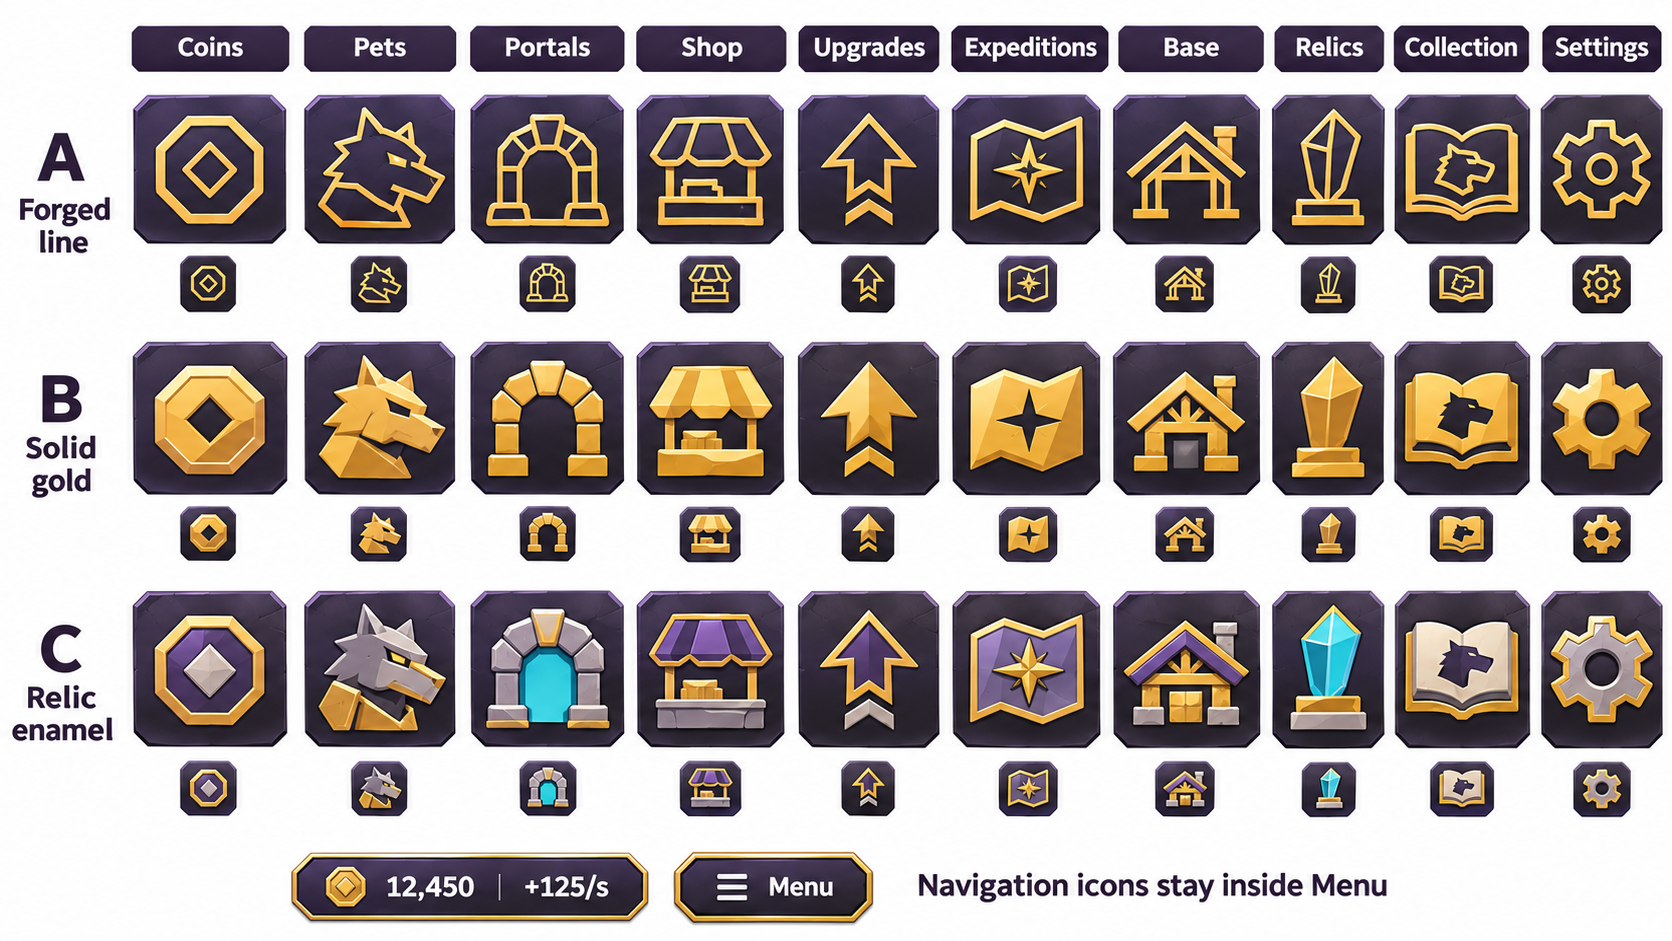 Coins
Pets
Portals
Shop
Upgrades
Expeditions
Base
Relics
Collection
Settings
A
Forged
line
B
Solid
gold
C
Relic
enamel
12,450 | +125/s
Menu
Navigation icons stay inside Menu